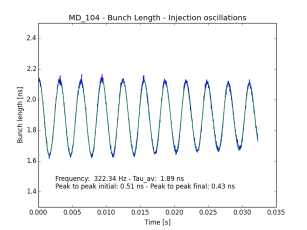 MD_104 - Bunch Length - Injection oscillations
2.4
2.2
2.0
1.8
1.6
1.4
Bunch length [ns]
Frequency: 322.34 Hz - Tau_av: 1.89 ns
Peak to peak initial: 0.51 ns - Peak to peak final: 0.43 ns
0.000 0.005 0.010 0.015 0.020 0.025 0.030 0.035
Time [s]